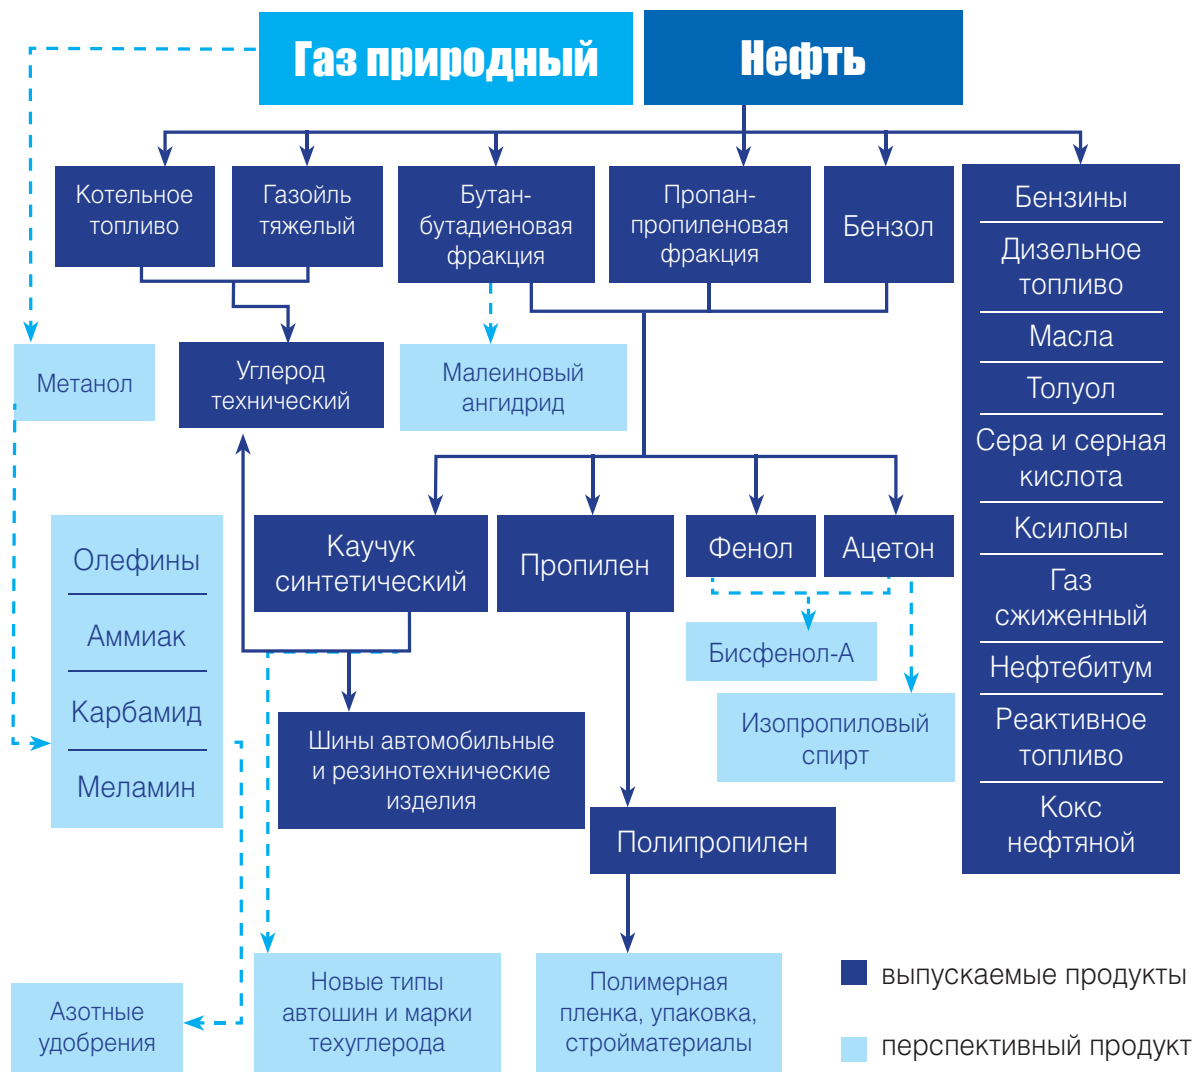 Газ природный
Нефть
Котельное
топливо
Газойль
тяжелый
Бутан-
бутадиеновая
фракция
Пропан-
пропиленовая
фракция
Бензол
Бензины
Дизельное
топливо
Масла
Толуол
Сера и серная
кислота
Ксилолы
Газ
сжиженный
Нефтебитум
Реактивное
топливо
Кокс
нефтяной
Метанол
Углерод
технический
Малеиновый
ангидрид
Олефины
Аммиак
Карбамид
Меламин
Каучук
синтетический
Пропилен
Фенол
Ацетон
Бисфенол-А
Изопропиловый
спирт
Шины автомобильные
и резинотехнические
изделия
Полипропилен
Азотные
удобрения
Новые типы
автошин и марки
техуглерода
Полимерная
пленка, упаковка,
стройматериалы
выпускаемые продукты
перспективный продукт